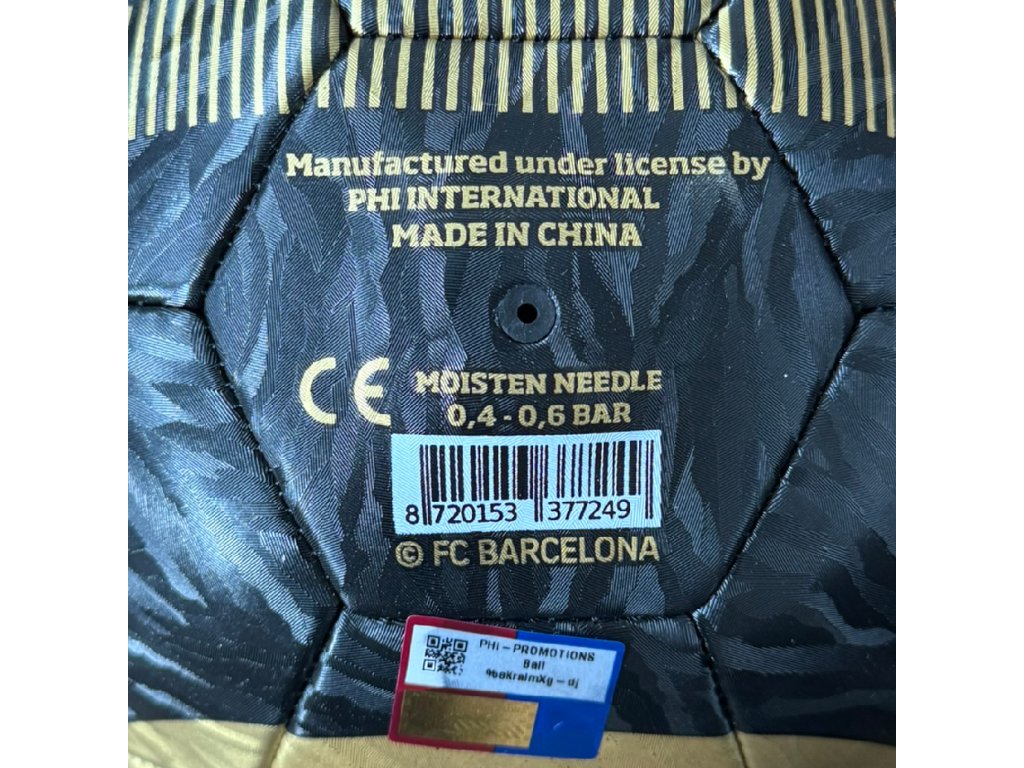 Manufactured under license by
PHI INTERNATIONAL
MADE IN CHINA
CE MOISTEN NEEDLE
0,4 - 0,6 BAR
8 720153 377249
© FC BARCELONA
PHI - PROMOTIONS
Ball